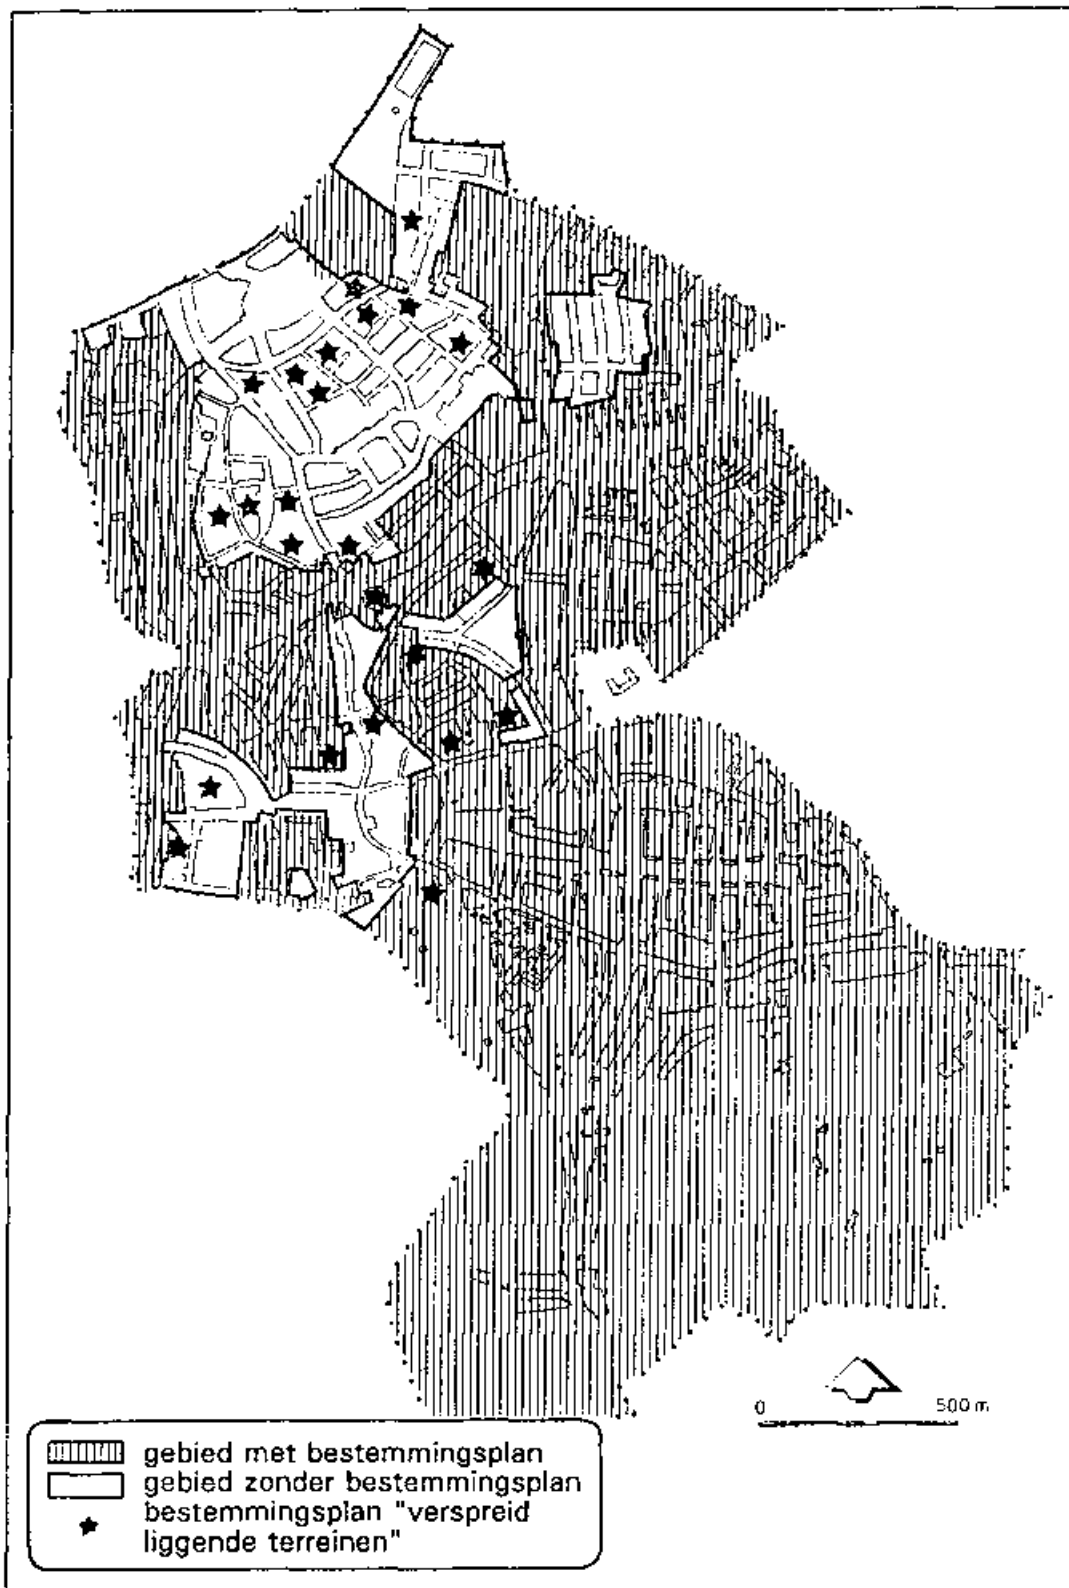 0 500 m
gebied met bestemmingsplan
gebied zonder bestemmingsplan
bestemmingsplan "verspreid
liggende terreinen"